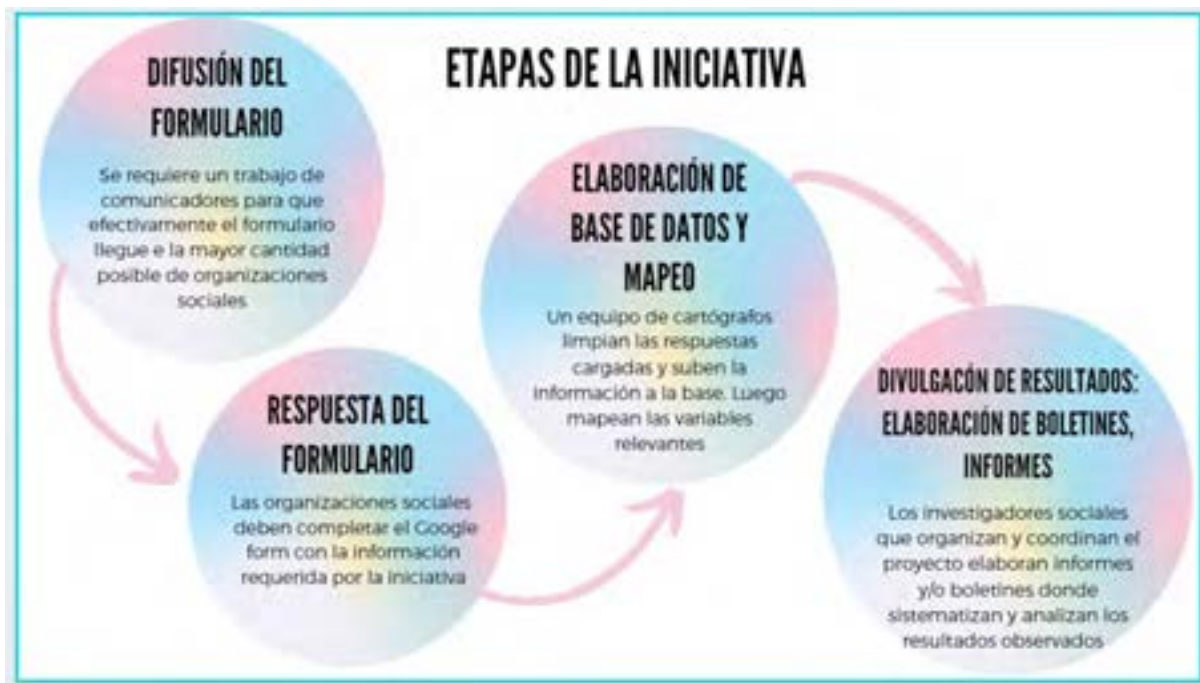 ETAPAS DE LA INICIATIVA
DIFUSIÓN DEL
FORMULARIO
Se requiere un trabajo de
comunicadores para que
efectivamente el formulario
llegue e la mayor cantidad
posible de organizaciones
sociales
RESPUESTA DEL
FORMULARIO
Las organizaciones sociales
deben completar el Google
form con la información
requerida por la iniciativa
ELABORACIÓN DE
BASE DE DATOS Y
MAPEO
Un equipo de cartógrafos
limpian las respuestas
cargadas y suben la
información a la base. Luego
mapean las variables
relevantes
DIVULGACÓN DE RESULTADOS:
ELABORACIÓN DE BOLETINES,
INFORMES
Los investigadores sociales
que organizan y coordinan el
proyecto elaboran informes
y/o boletines donde
sistematizan y analizan los
resultados observados